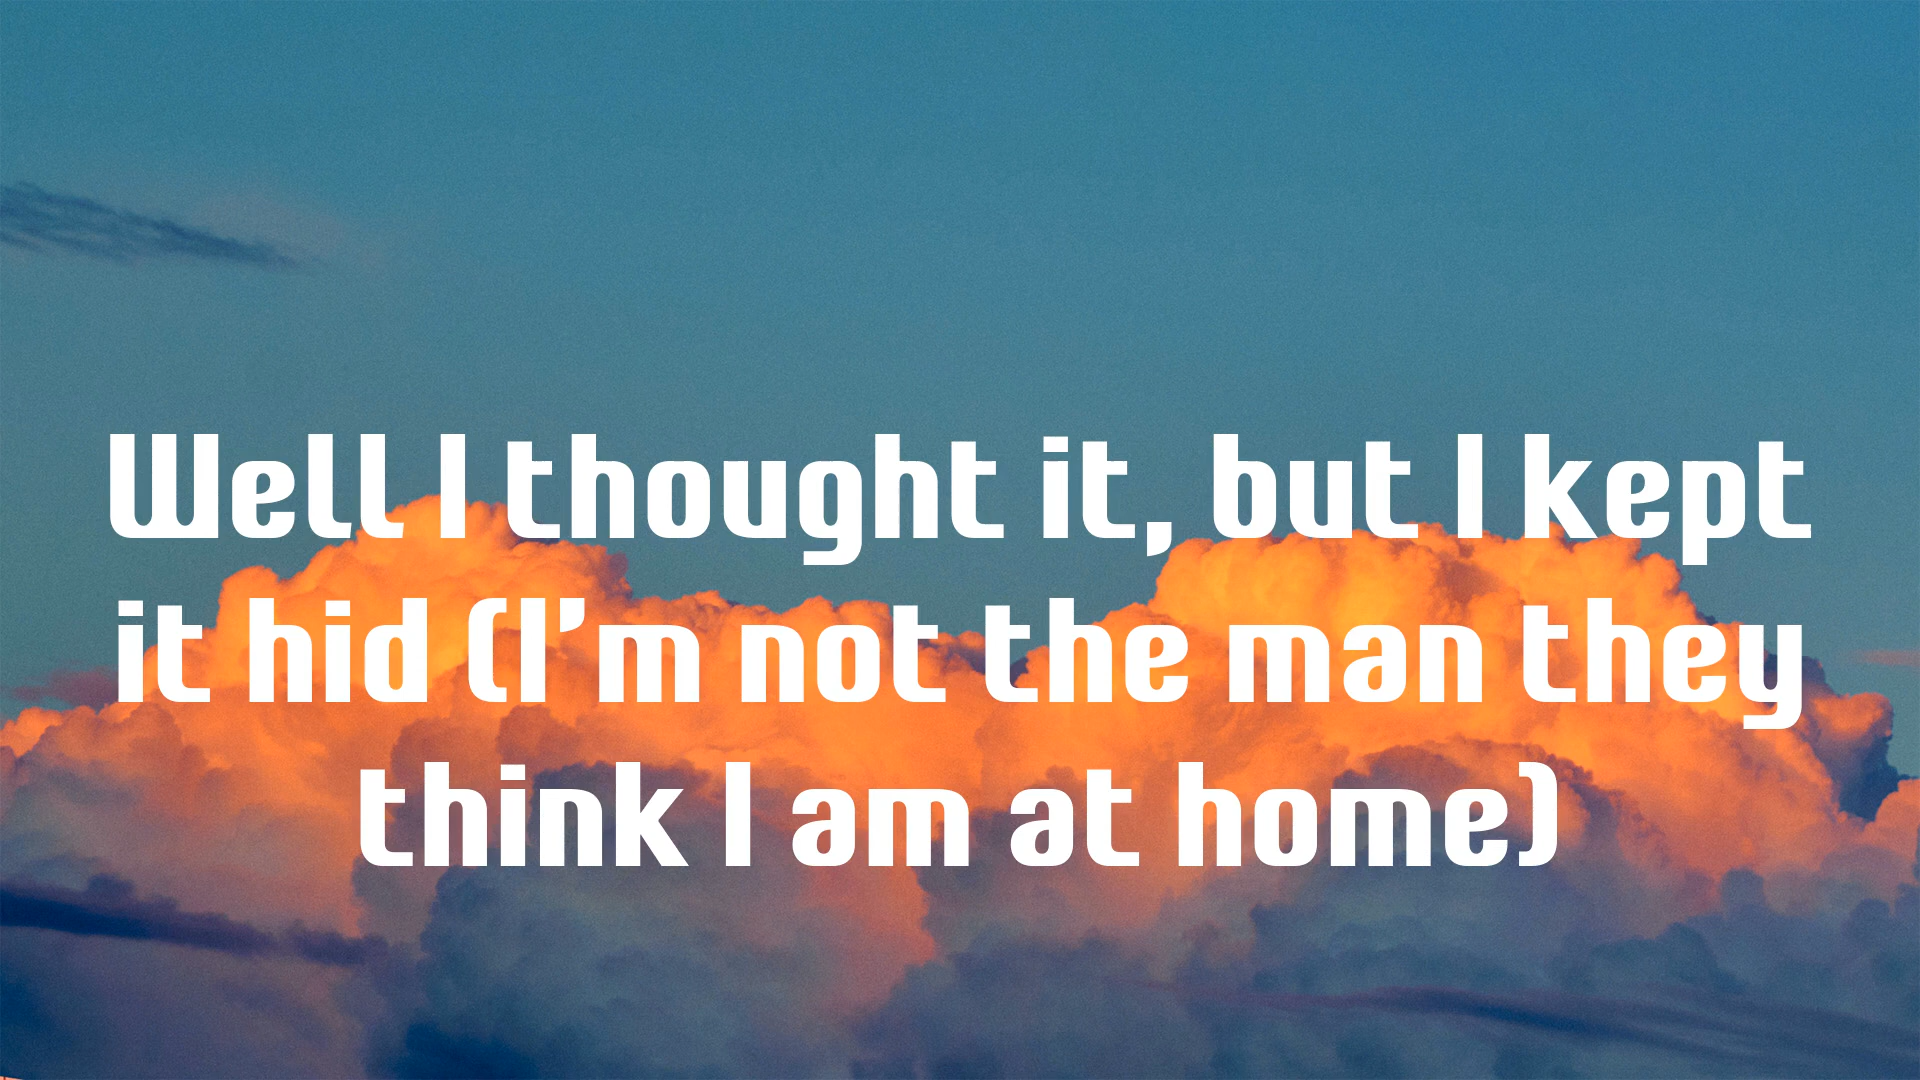 Well I thought it, but I kept
it hid (I'm not the man they
think I am at home)